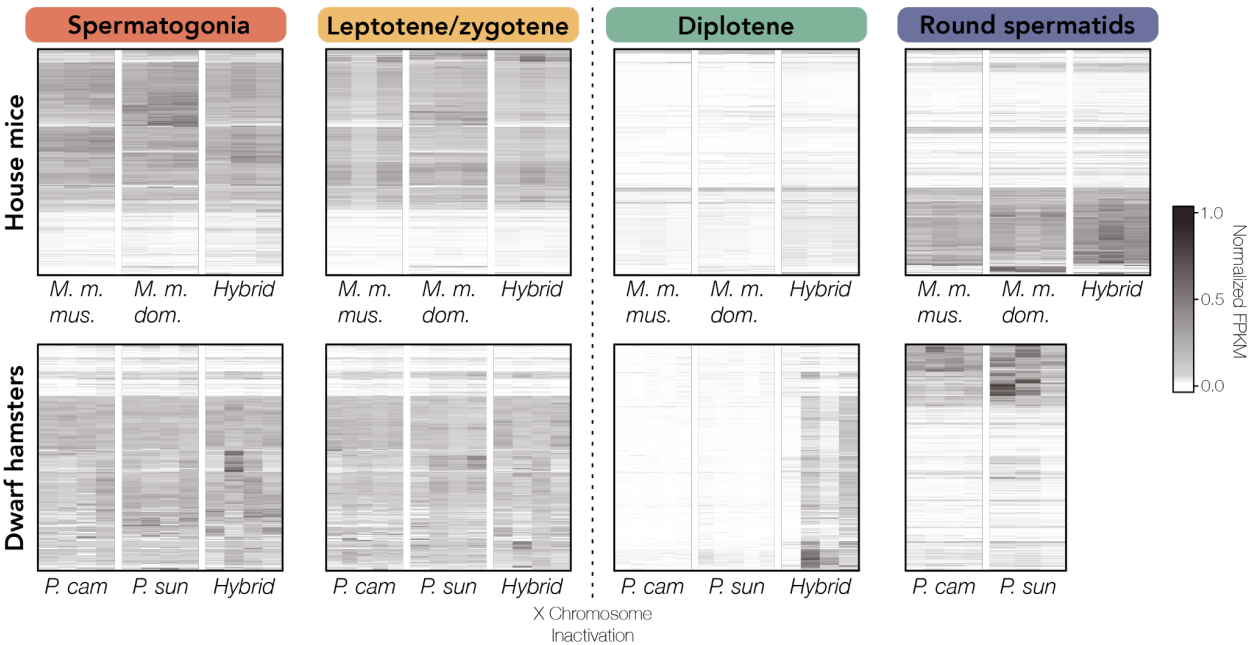 Spermatogonia
Leptotene/zygotene
Diplotene
Round spermatids
House mice
M. m.
mus.
M. m.
dom.
Hybrid
M. m.
mus.
M. m.
dom.
Hybrid
M. m.
mus.
M. m.
dom.
Hybrid
M. m.
mus.
M. m.
dom.
Hybrid
1.0
0.5
0.0
Normalized FPKM
Dwarf hamsters
P. cam
P. sun
Hybrid
P. cam
P. sun
Hybrid
P. cam
P. sun
Hybrid
P. cam
P. sun
X Chromosome
Inactivation